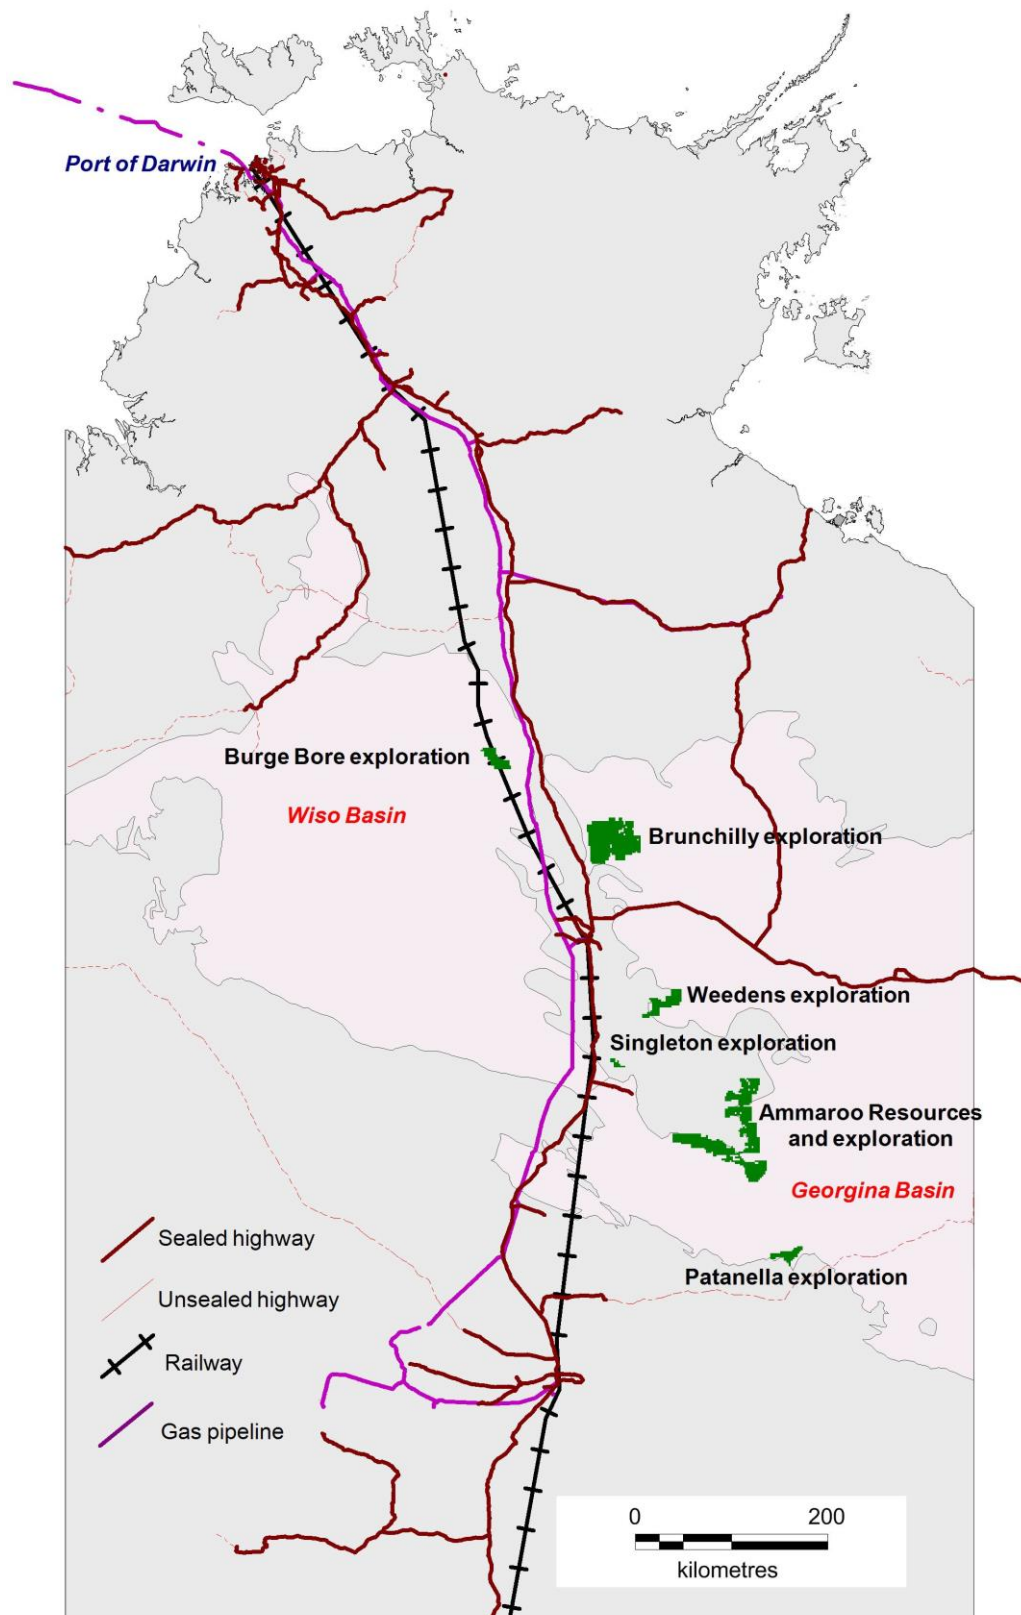 Port of Darwin
Burge Bore exploration
Wiso Basin
Brunchilly exploration
Weedens exploration
Singleton exploration
Ammaroo Resources
and exploration
Georgina Basin
Patanella exploration
Sealed highway
Unsealed highway
Railway
Gas pipeline
0 200
kilometres